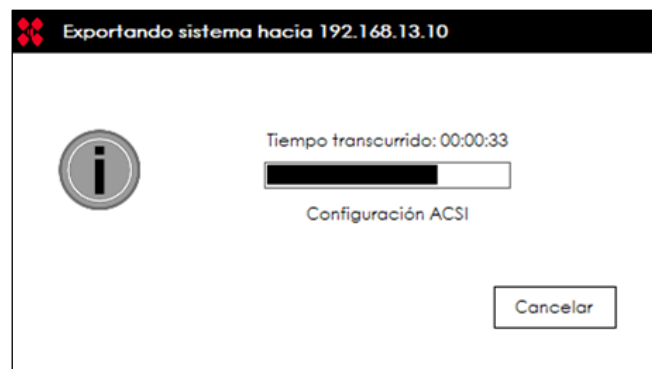 Exportando sistema hacia 192.168.13.10
Tiempo transcurrido: 00:00:33
Configuración ACSI
Cancelar